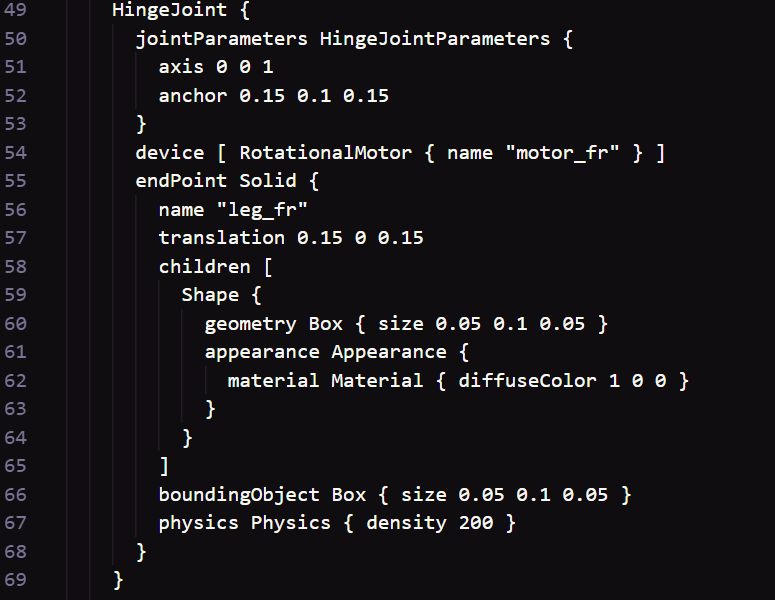 49 HingeJoint {
50 jointParameters HingeJointParameters {
51 axis 0 0 1
52 anchor 0.15 0.1 0.15
53 }
54 device [ RotationalMotor { name "motor_fr" } ]
55 endPoint Solid {
56 name "leg_fr"
57 translation 0.15 0 0.15
58 children [
59 Shape {
60 geometry Box { size 0.05 0.1 0.05 }
61 appearance Appearance {
62 material Material { diffuseColor 1 0 0 }
63 }
64 }
65 ]
66 boundingObject Box { size 0.05 0.1 0.05 }
67 physics Physics { density 200 }
68 }
69 }